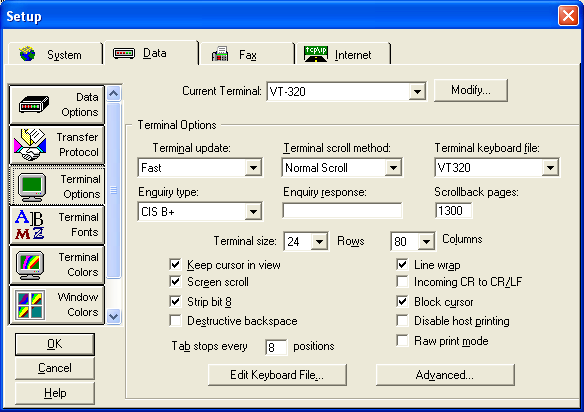 Setup
System Data Fax tcp/ip Internet
Current Terminal: VT-320 Modify...
Data Options
Transfer Protocol
Terminal Options
Terminal Fonts
Terminal Colors
Window Colors
OK
Cancel
Help
Terminal Options
Terminal update: Terminal scroll method: Terminal keyboard file:
Fast Normal Scroll VT320
Enquiry type: Enquiry response: Scrollback pages:
CIS B+ 1300
Terminal size: 24 Rows 80 Columns
Keep cursor in view Line wrap
Screen scroll Incoming CR to CR/LF
Strip bit 8 Block cursor
Destructive backspace Disable host printing
Raw print mode
Tab stops every 8 positions
Edit Keyboard File... Advanced...